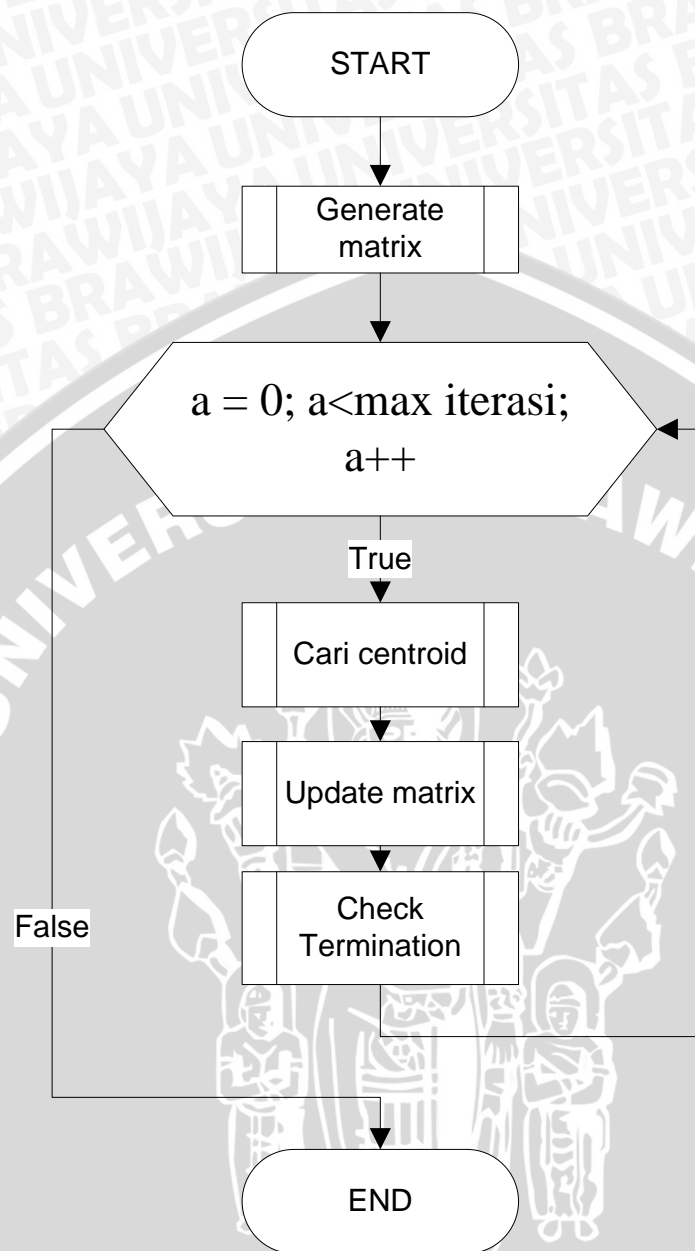 START
Generate
matrix
a = 0; a<max iterasi;
a++
True
Cari centroid
Update matrix
False
Check
Termination
END